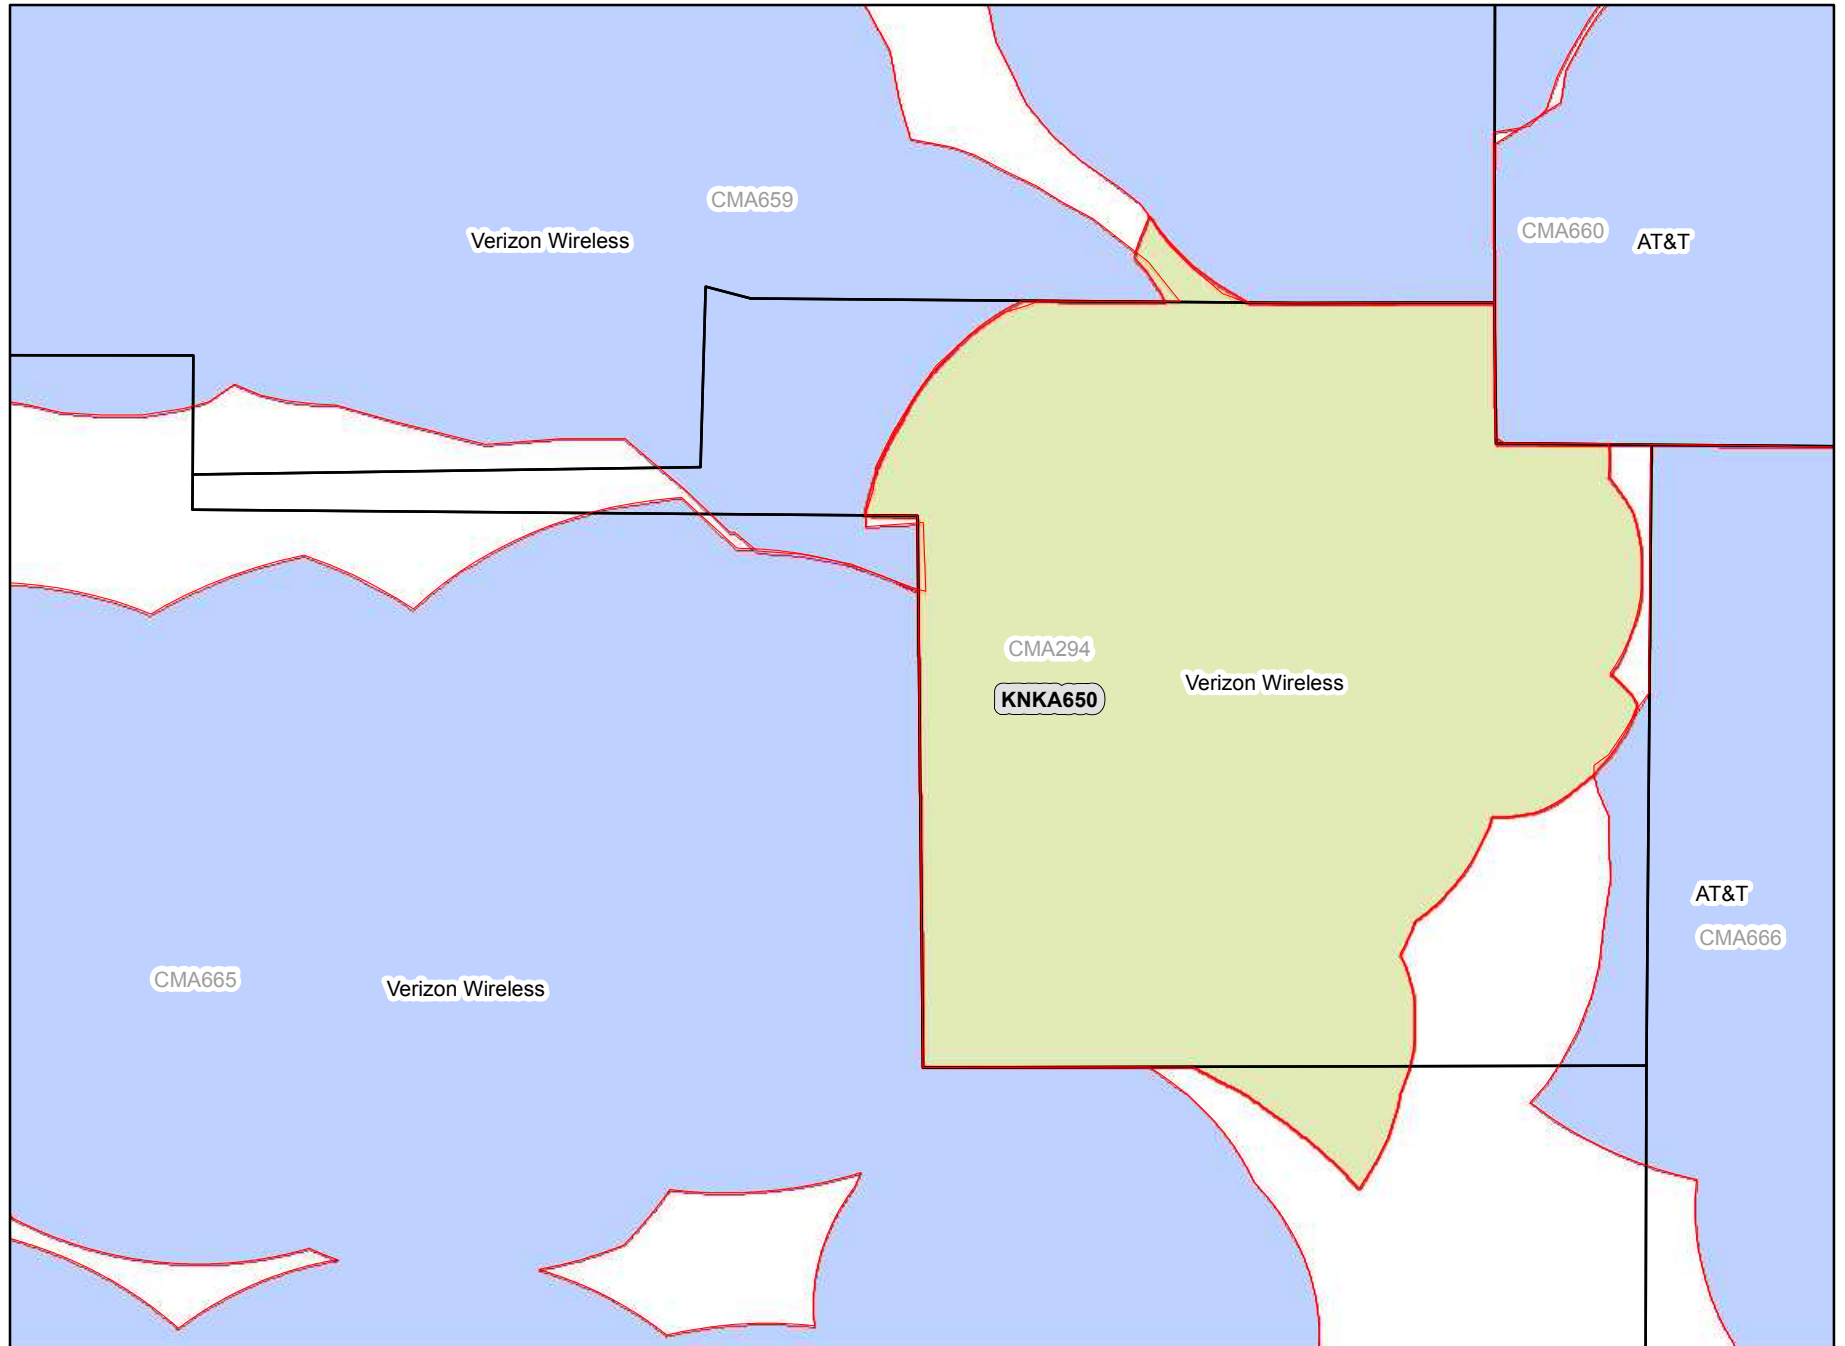 CMA659
Verizon Wireless
CMA660
AT&T
CMA294
KNKA650
Verizon Wireless
AT&T
CMA666
CMA665
Verizon Wireless